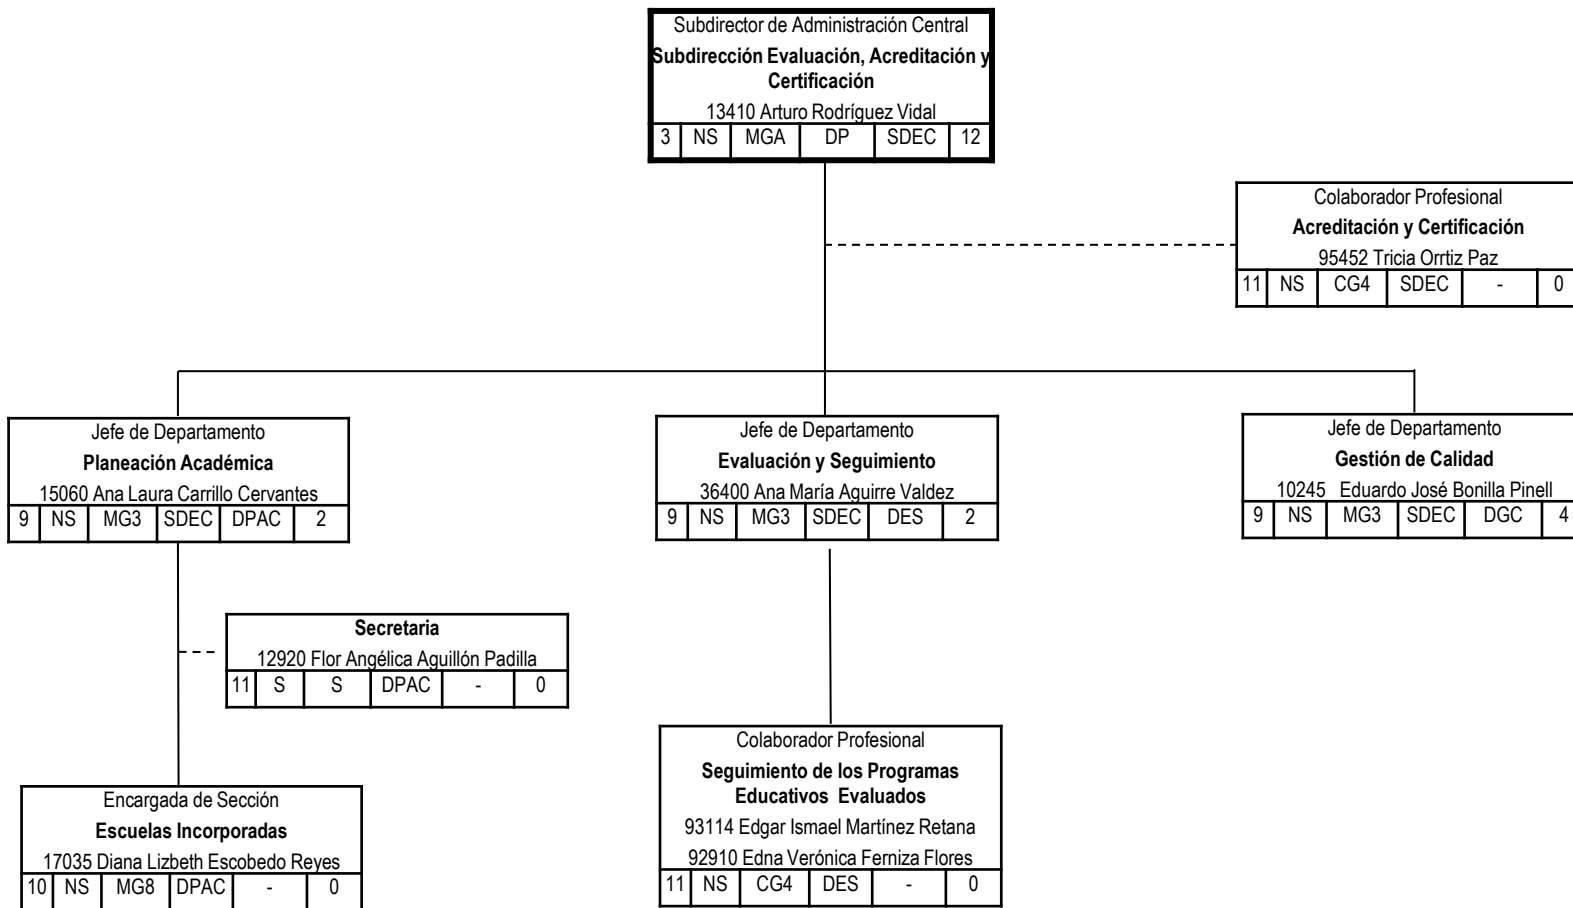 Subdirector de Administración Central
Subdirección Evaluación, Acreditación y
Certificación
13410 Arturo Rodríguez Vidal
3 NS MGA DP SDEC 12
Colaborador Profesional
Acreditación y Certificación
95452 Tricia Orrtiz Paz
11 NS CG4 SDEC - 0
Jefe de Departamento
Planeación Académica
15060 Ana Laura Carrillo Cervantes
9 NS MG3 SDEC DPAC 2
Jefe de Departamento
Evaluación y Seguimiento
36400 Ana María Aguirre Valdez
9 NS MG3 SDEC DES 2
Jefe de Departamento
Gestión de Calidad
10245 Eduardo José Bonilla Pinell
9 NS MG3 SDEC DGC 4
Secretaria
12920 Flor Angélica Aguillón Padilla
11 S S DPAC - 0
Encargada de Sección
Escuelas Incorporadas
17035 Diana Lizbeth Escobedo Reyes
10 NS MG8 DPAC - 0
Colaborador Profesional
Seguimiento de los Programas
Educativos Evaluados
93114 Edgar Ismael Martínez Retana
92910 Edna Verónica Ferniza Flores
11 NS CG4 DES - 0